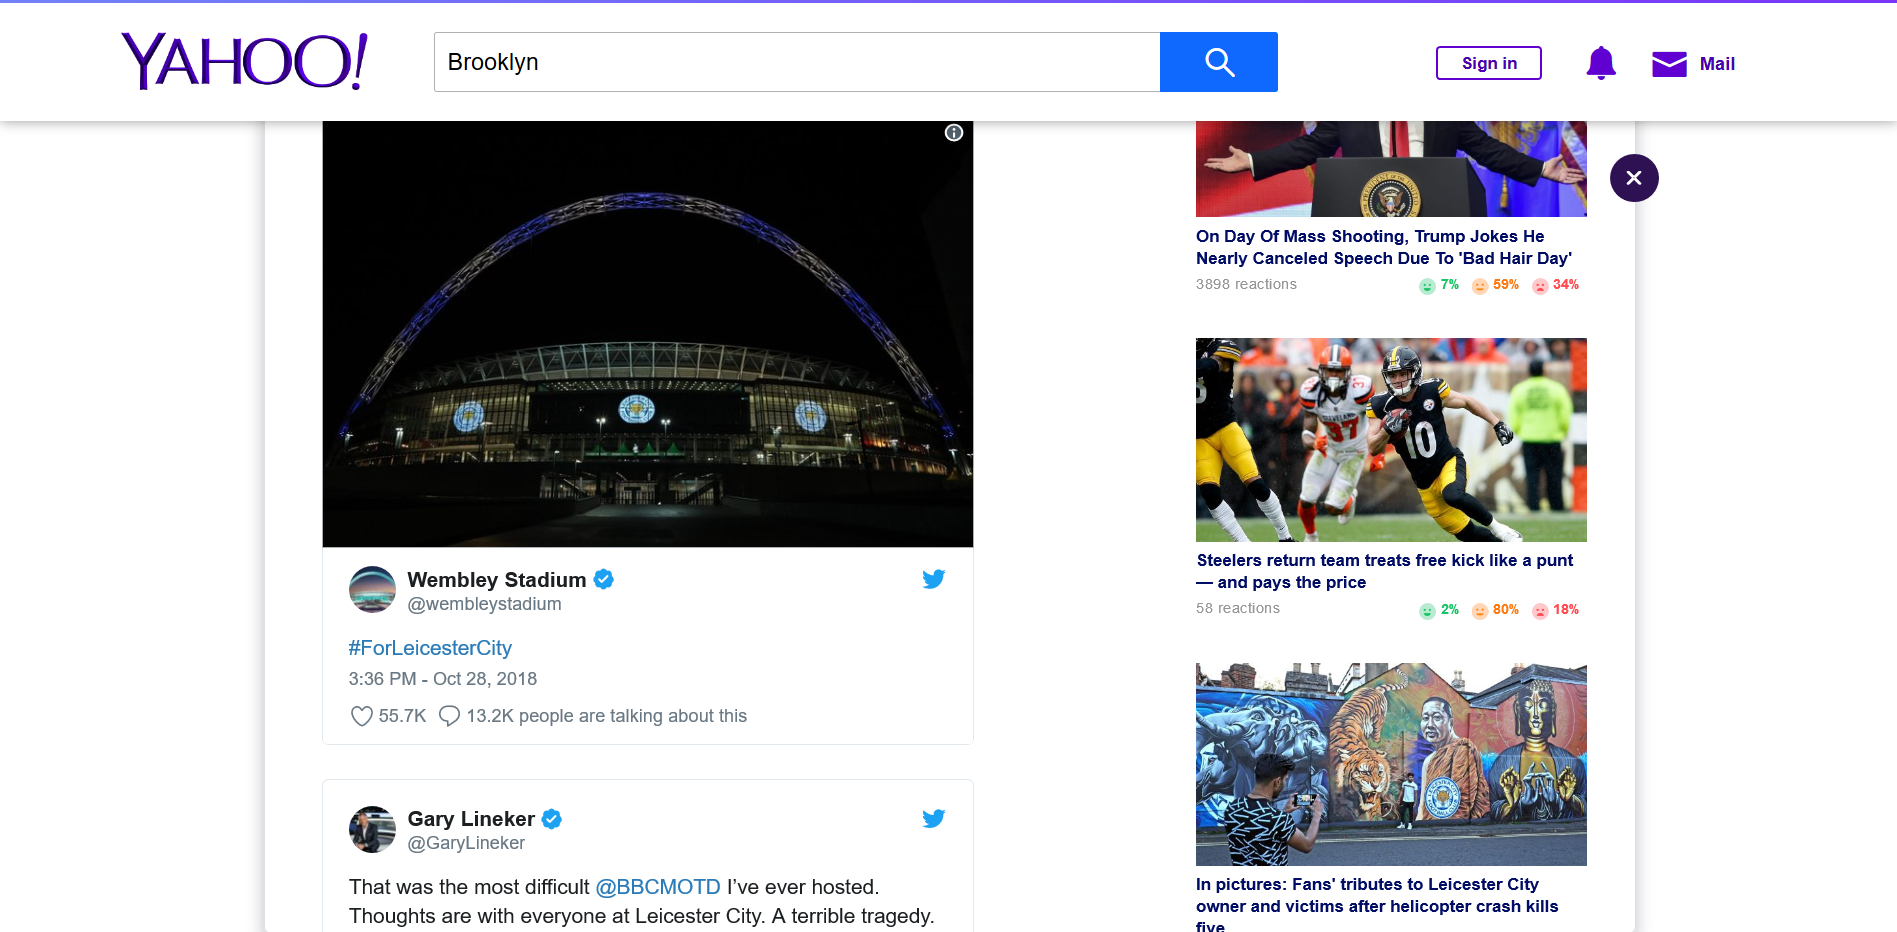 YAHOO!
Brooklyn
Sign in
Mail
Wembley Stadium
@wembleystadium
#ForLeicesterCity
3:36 PM - Oct 28, 2018
55.7K 13.2K people are talking about this
Gary Lineker
@GaryLineker
That was the most difficult @BBCMOTD I’ve ever hosted.
Thoughts are with everyone at Leicester City. A terrible tragedy.
On Day Of Mass Shooting, Trump Jokes He
Nearly Canceled Speech Due To 'Bad Hair Day'
3898 reactions 7% 59% 34%
10
Steelers return team treats free kick like a punt
— and pays the price
58 reactions 2% 80% 18%
In pictures: Fans' tributes to Leicester City
owner and victims after helicopter crash kills
five